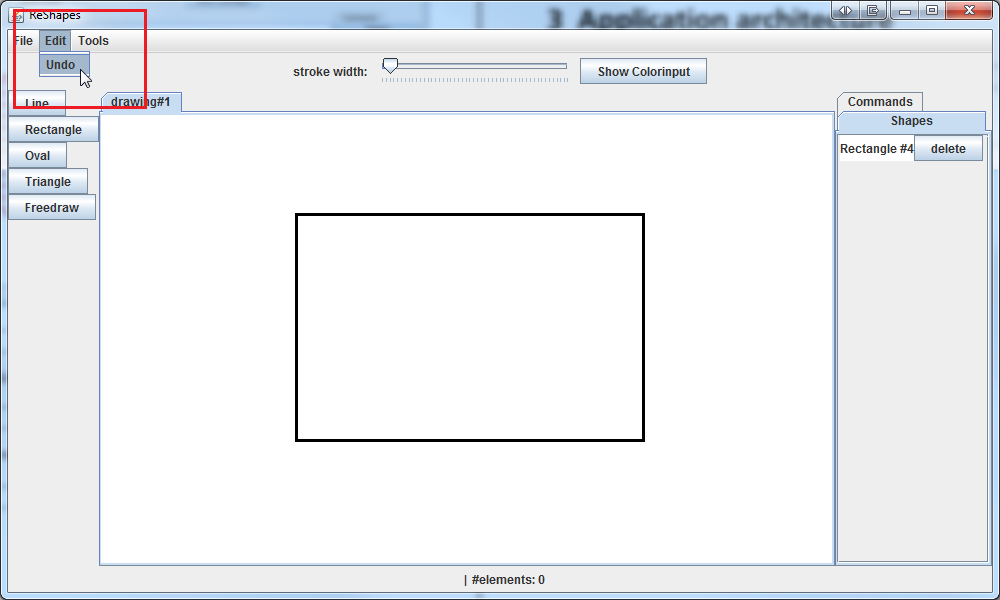 3 Application architecture
ReShapes
File Edit Tools
Undo
stroke width: Show Colorinput
Line
Rectangle
Oval
Triangle
Freedraw
drawing#1
Commands
Shapes
Rectangle #4 delete
| #elements: 0